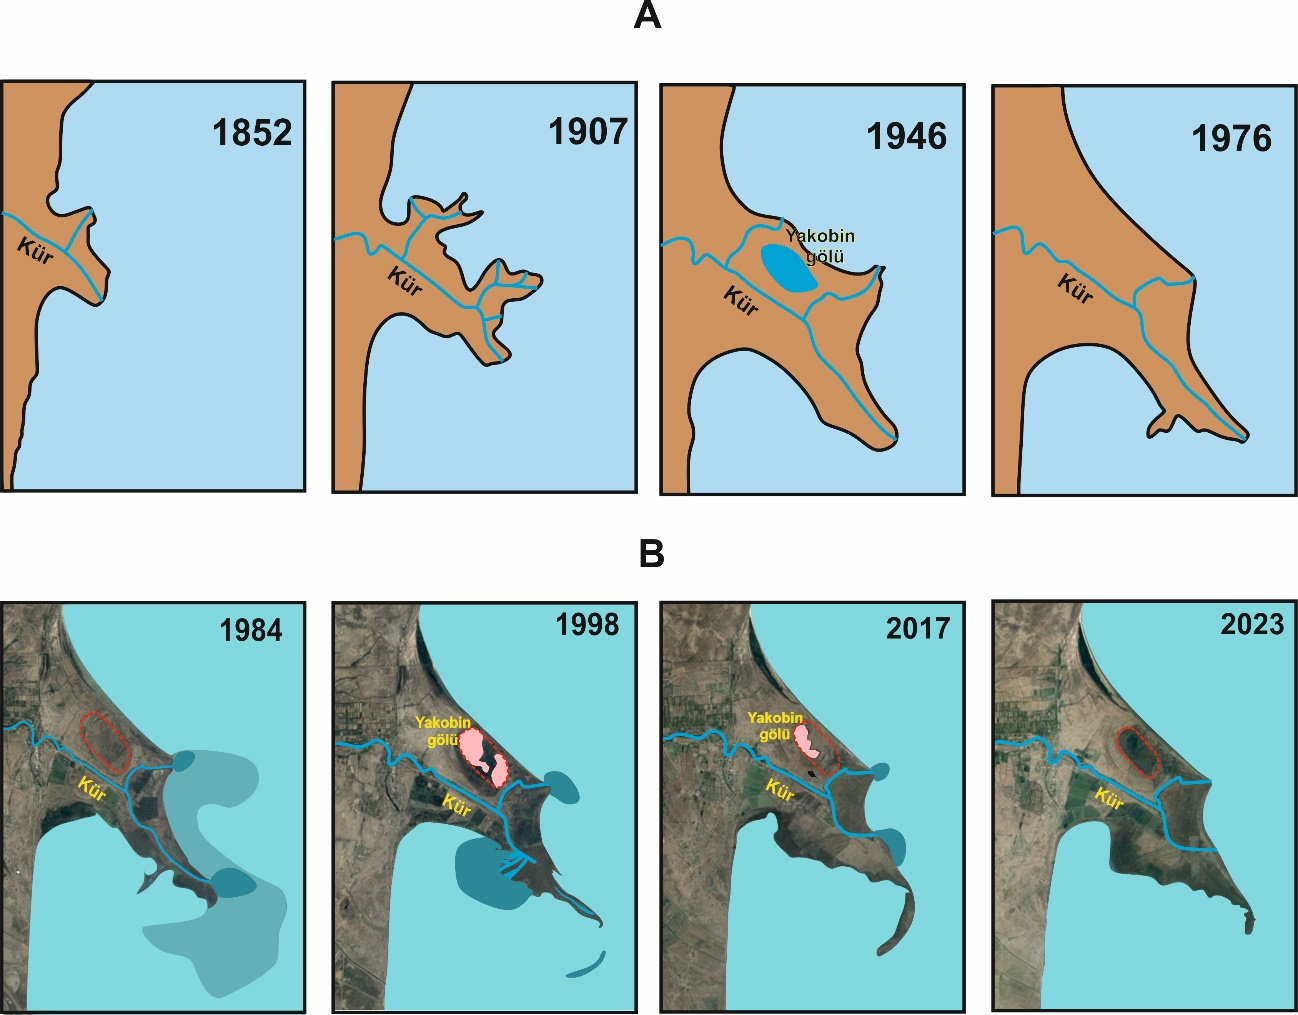 A
1852
Kür
1907
Kür
1946
Yakobin
gölü
Kür
1976
Kür
B
1984
Kür
1998
Yakobin
gölü
Kür
2017
Yakobin
gölü
Kür
2023
Kür